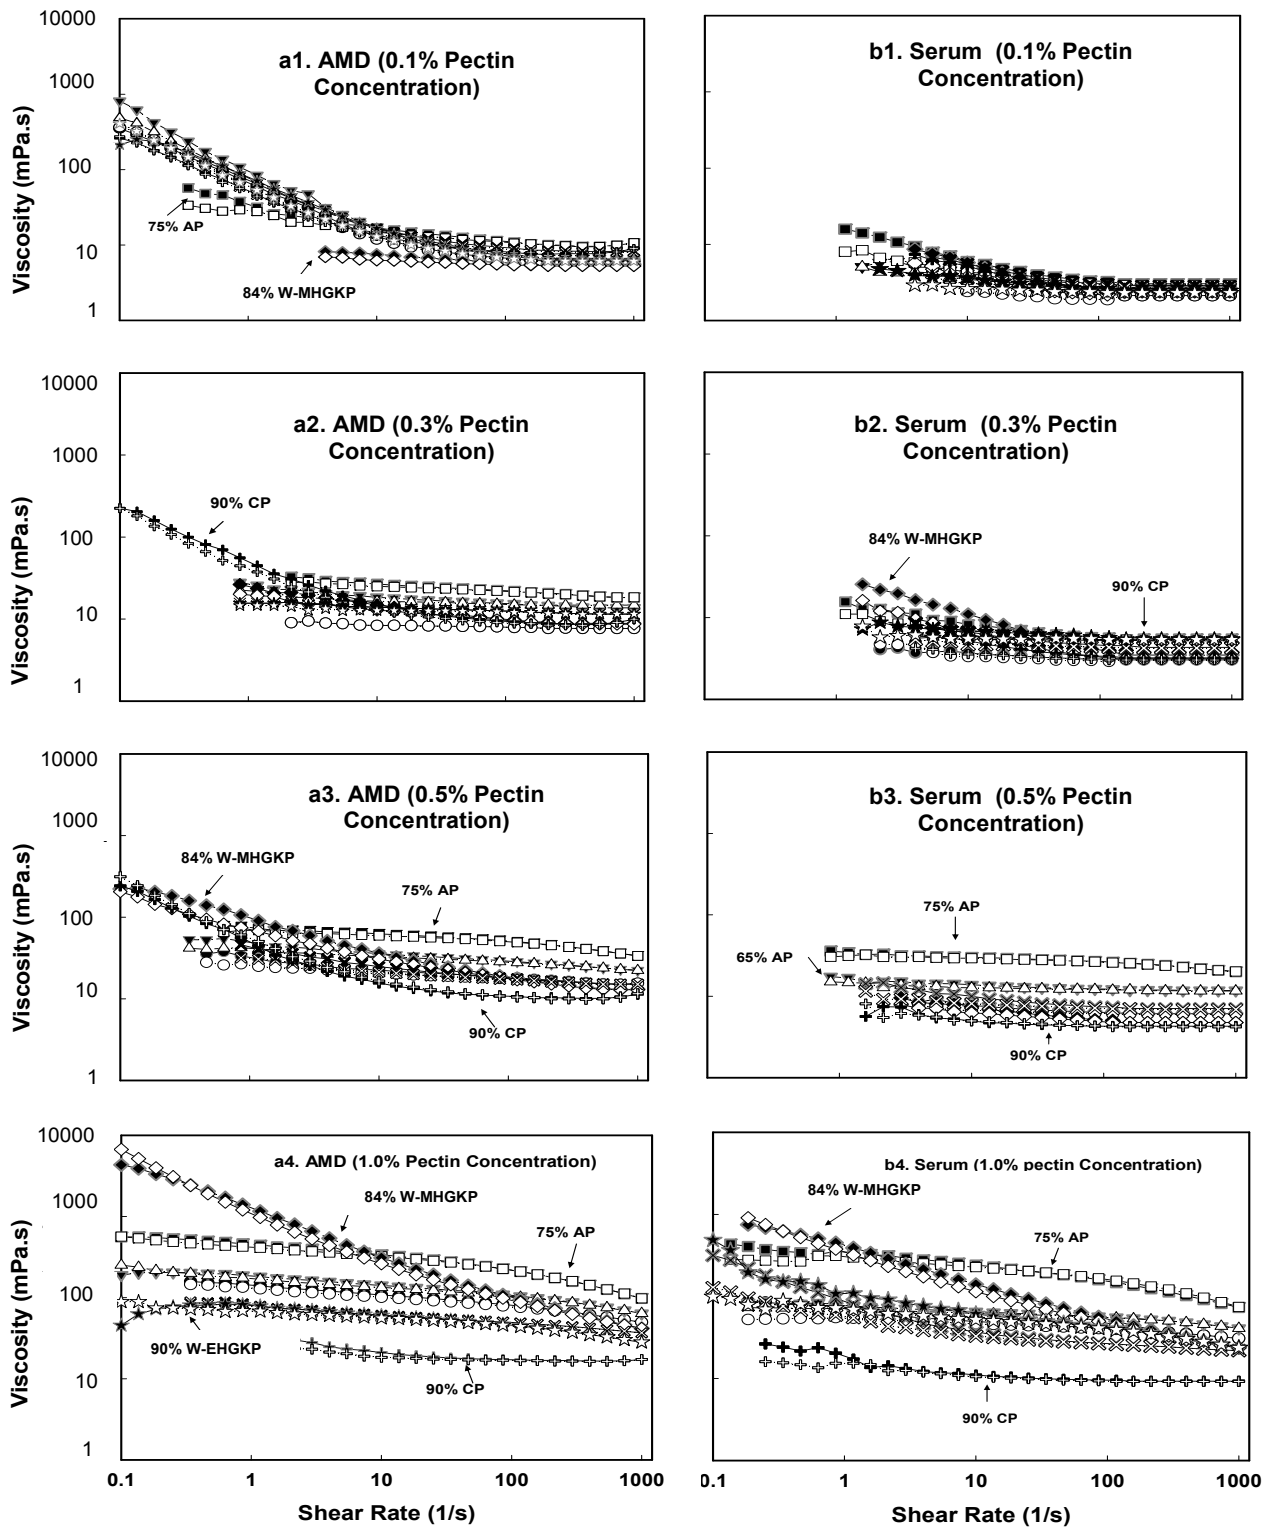 a1. AMD (0.1% Pectin
Concentration)
10000
1000
100
10
1
Viscosity (mPa.s)
75% AP
84% W-MHGKP
b1. Serum (0.1% Pectin
Concentration)
a2. AMD (0.3% Pectin
Concentration)
10000
1000
100
10
1
Viscosity (mPa.s)
90% CP
b2. Serum (0.3% Pectin
Concentration)
84% W-MHGKP
90% CP
a3. AMD (0.5% Pectin
Concentration)
10000
1000
100
10
1
Viscosity (mPa.s)
84% W-MHGKP
75% AP
90% CP
b3. Serum (0.5% Pectin
Concentration)
75% AP
65% AP
90% CP
a4. AMD (1.0% Pectin Concentration)
10000
1000
100
10
1
Viscosity (mPa.s)
84% W-MHGKP
75% AP
90% W-EHGKP
90% CP
0.1 1 10 100 1000
Shear Rate (1/s)
b4. Serum (1.0% pectin Concentration)
84% W-MHGKP
75% AP
90% CP
0.1 1 10 100 1000
Shear Rate (1/s)